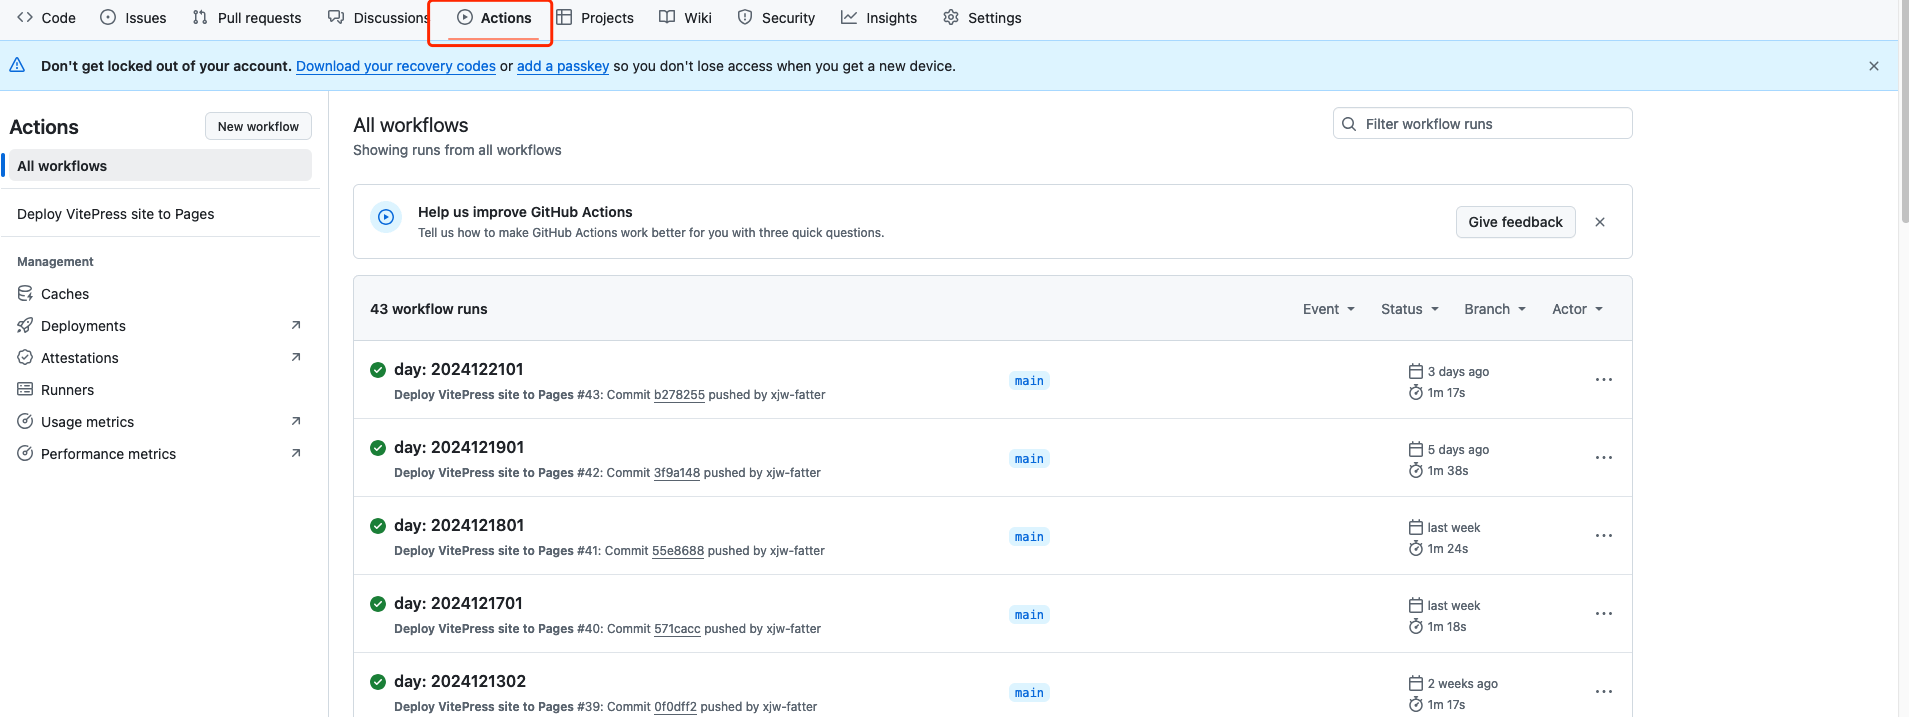 Code Issues Pull requests Discussions Actions Projects Wiki Security Insights Settings
Don't get locked out of your account. Download your recovery codes or add a passkey so you don't lose access when you get a new device.
Actions
New workflow
All workflows
Deploy VitePress site to Pages
Management
Caches
Deployments
Attestations
Runners
Usage metrics
Performance metrics
All workflows
Showing runs from all workflows
Filter workflow runs
Help us improve GitHub Actions
Tell us how to make GitHub Actions work better for you with three quick questions.
Give feedback
43 workflow runs
Event Status Branch Actor
day: 2024122101
Deploy VitePress site to Pages #43: Commit b278255 pushed by xjw-fatter
main
3 days ago
1m 17s
day: 2024121901
Deploy VitePress site to Pages #42: Commit 3f9a148 pushed by xjw-fatter
main
5 days ago
1m 38s
day: 2024121801
Deploy VitePress site to Pages #41: Commit 55e8688 pushed by xjw-fatter
main
last week
1m 24s
day: 2024121701
Deploy VitePress site to Pages #40: Commit 571cacc pushed by xjw-fatter
main
last week
1m 18s
day: 2024121302
Deploy VitePress site to Pages #39: Commit 0f0dff2 pushed by xjw-fatter
main
2 weeks ago
1m 17s